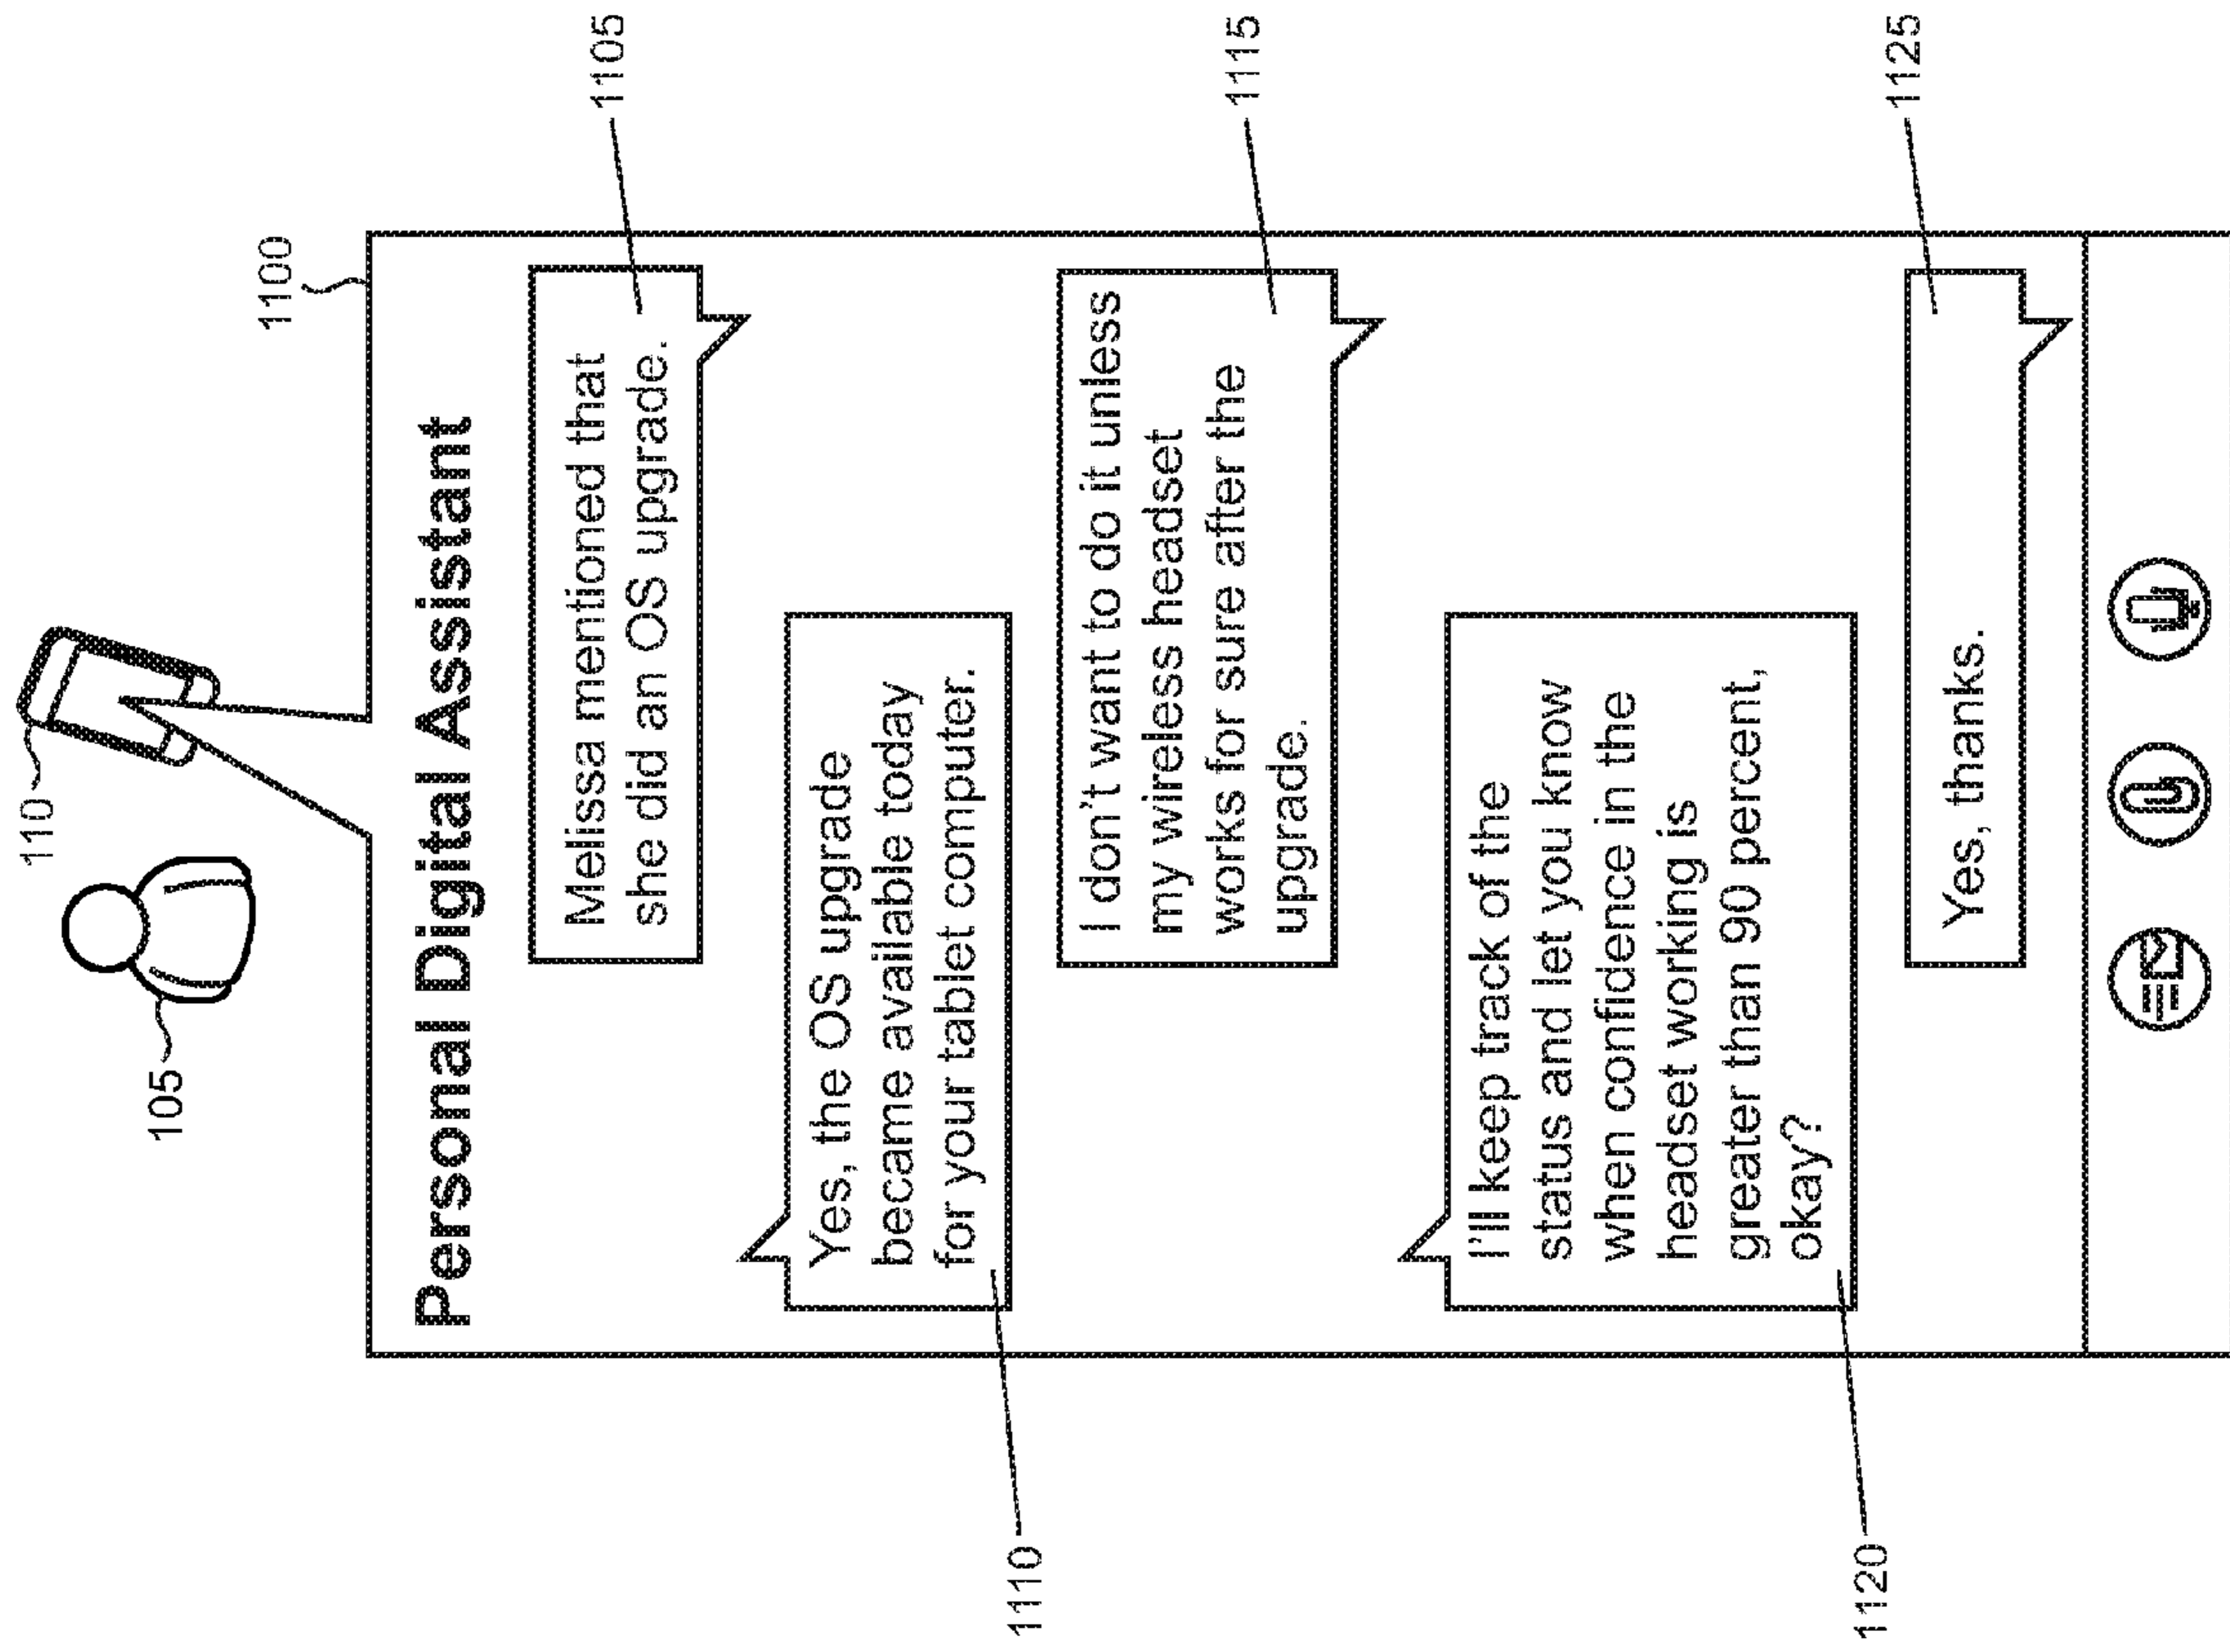 105
110
1100
Personal Digital Assistant
Melissa mentioned that
she did an OS upgrade.
1105
Yes, the OS upgrade
became available today
for your tablet computer.
1110
I don't want to do it unless
my wireless headset
works for sure after the
upgrade.
1115
I'll keep track of the
status and let you know
when confidence in the
headset working is
greater than 90 percent,
okay?
1120
Yes, thanks.
1125